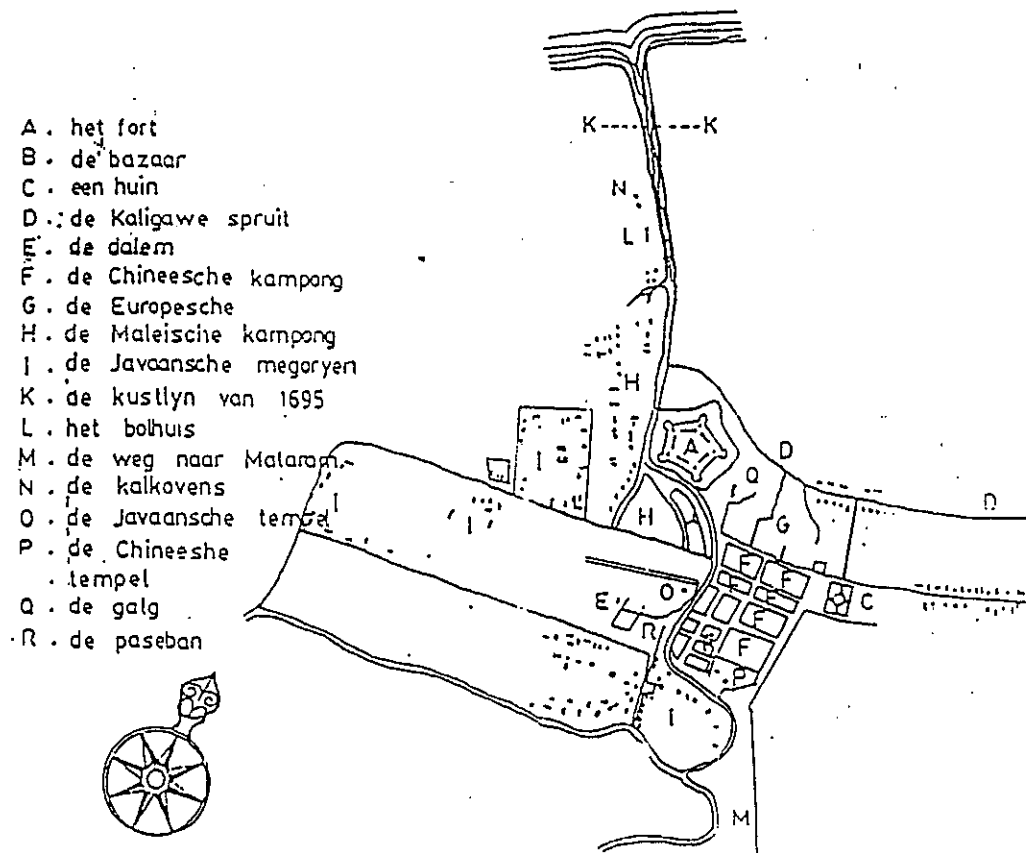 A. het fort
B. de bazaar
C. een huin
D. de Kaligawe spruit
E. de dalem
F. de Chineesche kampong
G. de Europesche
H. de Maleische kampong
I. de Javaansche megoryen
K. de kustlyn van 1695
L. het bolhuis
M. de weg naar Mataram
N. de kalkovens
O. de Javaansche tempel
P. de Chineeshe
. tempel
Q. de galg
R. de paseban
K K
N
L I
H
A
D
Q
D
I
I
I
H
G
F
F
F
F
F
F
C
O
E
R
B
P
I
M